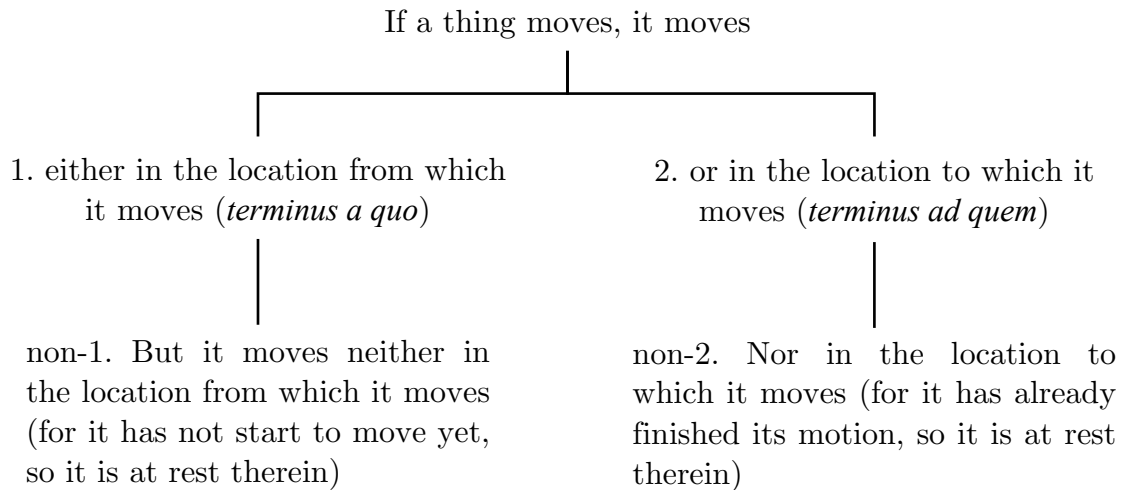 If a thing moves, it moves
1. either in the location from which
it moves (terminus a quo)
2. or in the location to which it
moves (terminus ad quem)
non-1. But it moves neither in
the location from which it moves
(for it has not start to move yet,
so it is at rest therein)
non-2. Nor in the location to
which it moves (for it has already
finished its motion, so it is at rest
therein)